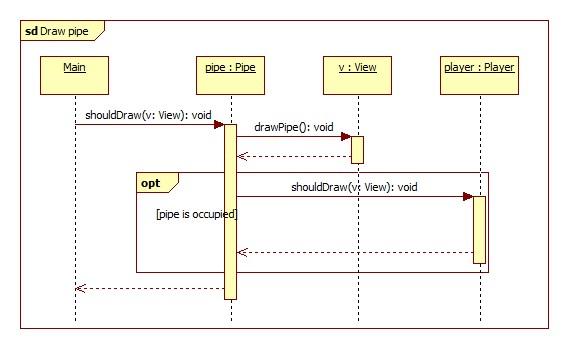 sd Draw pipe
Main
pipe : Pipe
v : View
player : Player
shouldDraw(v: View): void
drawPipe(): void
opt
shouldDraw(v: View): void
[pipe is occupied]